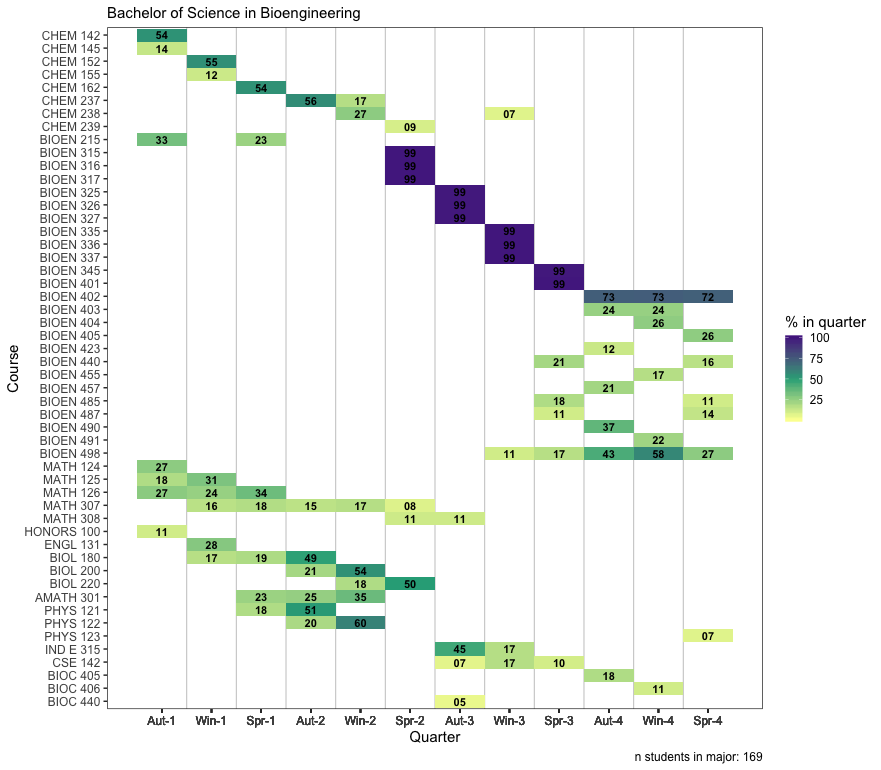 Bachelor of Science in Bioengineering
CHEM 142 54
CHEM 145 14
CHEM 152 55
CHEM 155 12
CHEM 162 54
CHEM 237 56 17
CHEM 238 27 07
CHEM 239 09
BIOEN 215 33 23
BIOEN 315 99
BIOEN 316 99
BIOEN 317 99
BIOEN 325 99
BIOEN 326 99
BIOEN 327 99
BIOEN 335 99
BIOEN 336 99
BIOEN 337 99
BIOEN 345 99
BIOEN 401 99
BIOEN 402 73 73 72
BIOEN 403 24 24
BIOEN 404 26
BIOEN 405 26
BIOEN 423 12
BIOEN 440 21 16
BIOEN 455 17
BIOEN 457 21
BIOEN 485 18 11
BIOEN 487 11 14
BIOEN 490 37
BIOEN 491 22
BIOEN 498 11 17 43 58 27
MATH 124 27
MATH 125 18 31
MATH 126 27 24 34
MATH 307 16 18 15 17 08
MATH 308 11 11
HONORS 100 11
ENGL 131 28
BIOL 180 17 19 49
BIOL 200 21 54
BIOL 220 18 50
AMATH 301 23 25 35
PHYS 121 18 51
PHYS 122 20 60
PHYS 123 07
IND E 315 45 17
CSE 142 07 17 10
BIOC 405 18
BIOC 406 11
BIOC 440 05
Aut-1 Win-1 Spr-1 Aut-2 Win-2 Spr-2 Aut-3 Win-3 Spr-3 Aut-4 Win-4 Spr-4
Quarter
Course
% in quarter
100
75
50
25
n students in major: 169